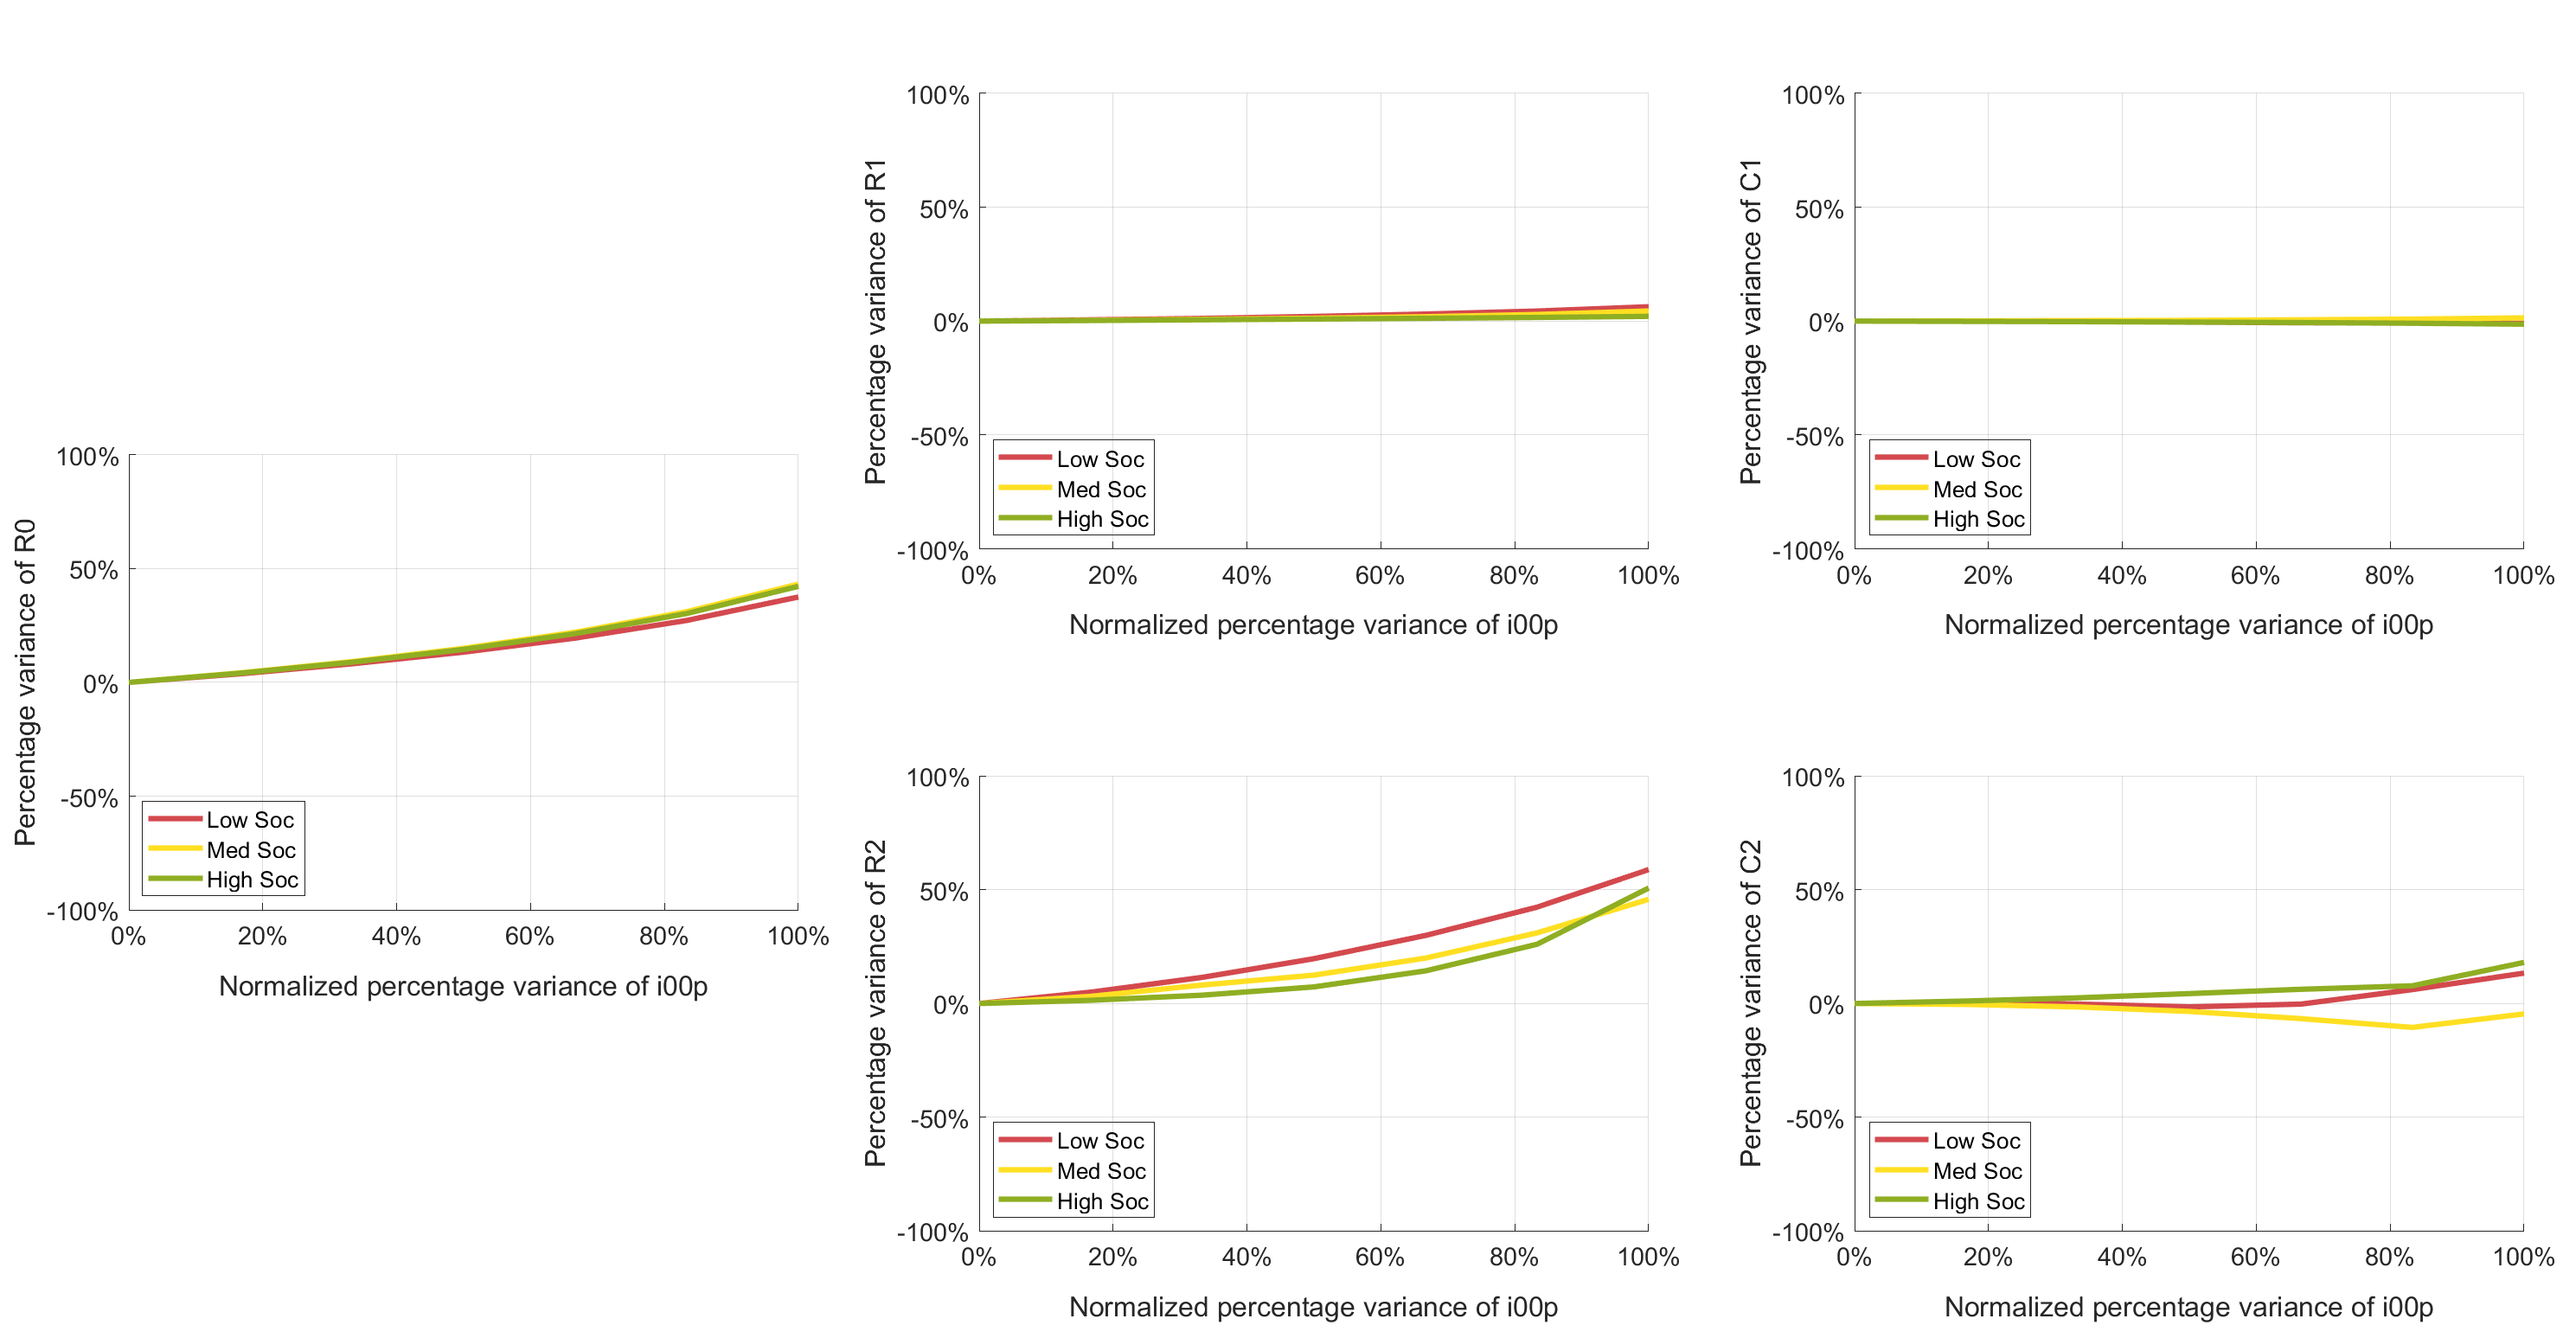 Percentage variance of R0
100%
50%
0%
-50%
-100%
0% 20% 40% 60% 80% 100%
Normalized percentage variance of i00p
Low Soc
Med Soc
High Soc
Percentage variance of R1
100%
50%
0%
-50%
-100%
0% 20% 40% 60% 80% 100%
Normalized percentage variance of i00p
Low Soc
Med Soc
High Soc
Percentage variance of C1
100%
50%
0%
-50%
-100%
0% 20% 40% 60% 80% 100%
Normalized percentage variance of i00p
Low Soc
Med Soc
High Soc
Percentage variance of R2
100%
50%
0%
-50%
-100%
0% 20% 40% 60% 80% 100%
Normalized percentage variance of i00p
Low Soc
Med Soc
High Soc
Percentage variance of C2
100%
50%
0%
-50%
-100%
0% 20% 40% 60% 80% 100%
Normalized percentage variance of i00p
Low Soc
Med Soc
High Soc